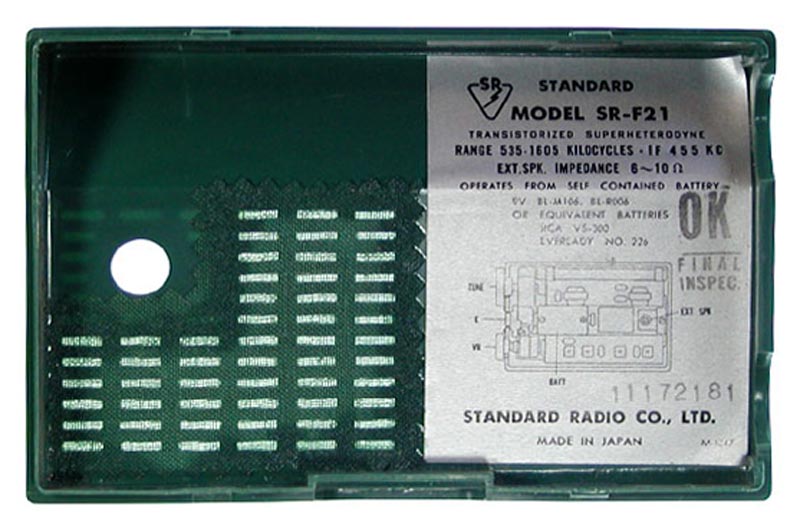 SR STANDARD
MODEL SR-F21
TRANSISTORIZED SUPERHETERODYNE
RANGE 535-1605 KILOCYCLES · IF 455 KC
EXT. SPK. IMPEDANCE 6~10 Ω
OPERATES FROM SELF CONTAINED BATTERY
9V BL-M106, BL-R006
OR EQUIVALENT BATTERIES
RCA VS-300
EVEREADY NO. 226
OK
FINAL
INSPEC.
TUNE
E
EXT SPK
VR
BATT
11172181
STANDARD RADIO CO., LTD.
MADE IN JAPAN